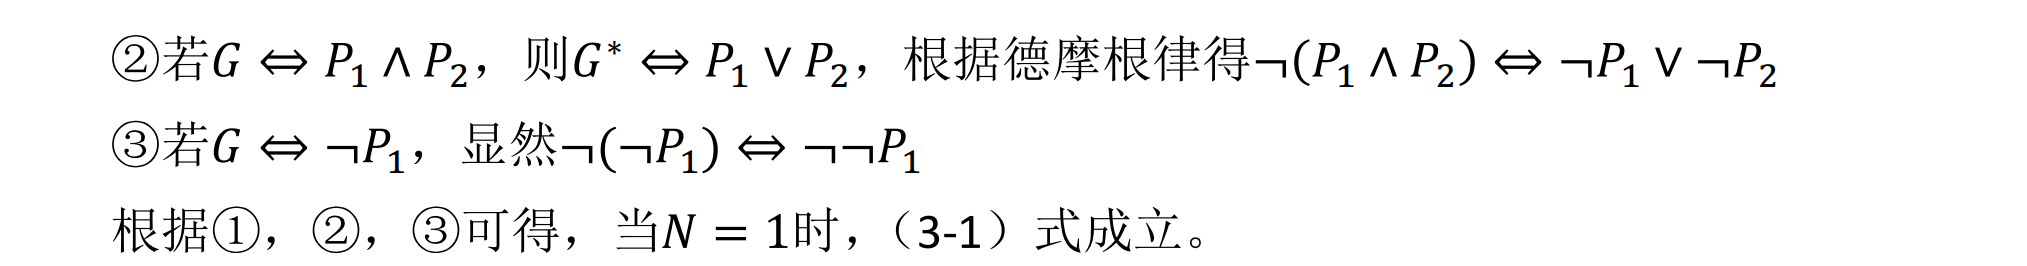 ②若G ⇔ P₁ ∧ P₂，则G* ⇔ P₁ ∨ P₂，根据德摩根律得¬(P₁ ∧ P₂) ⇔ ¬P₁ ∨ ¬P₂
③若G ⇔ ¬P₁，显然¬(¬P₁) ⇔ ¬¬P₁
根据①，②，③可得，当N = 1时，（3-1）式成立。